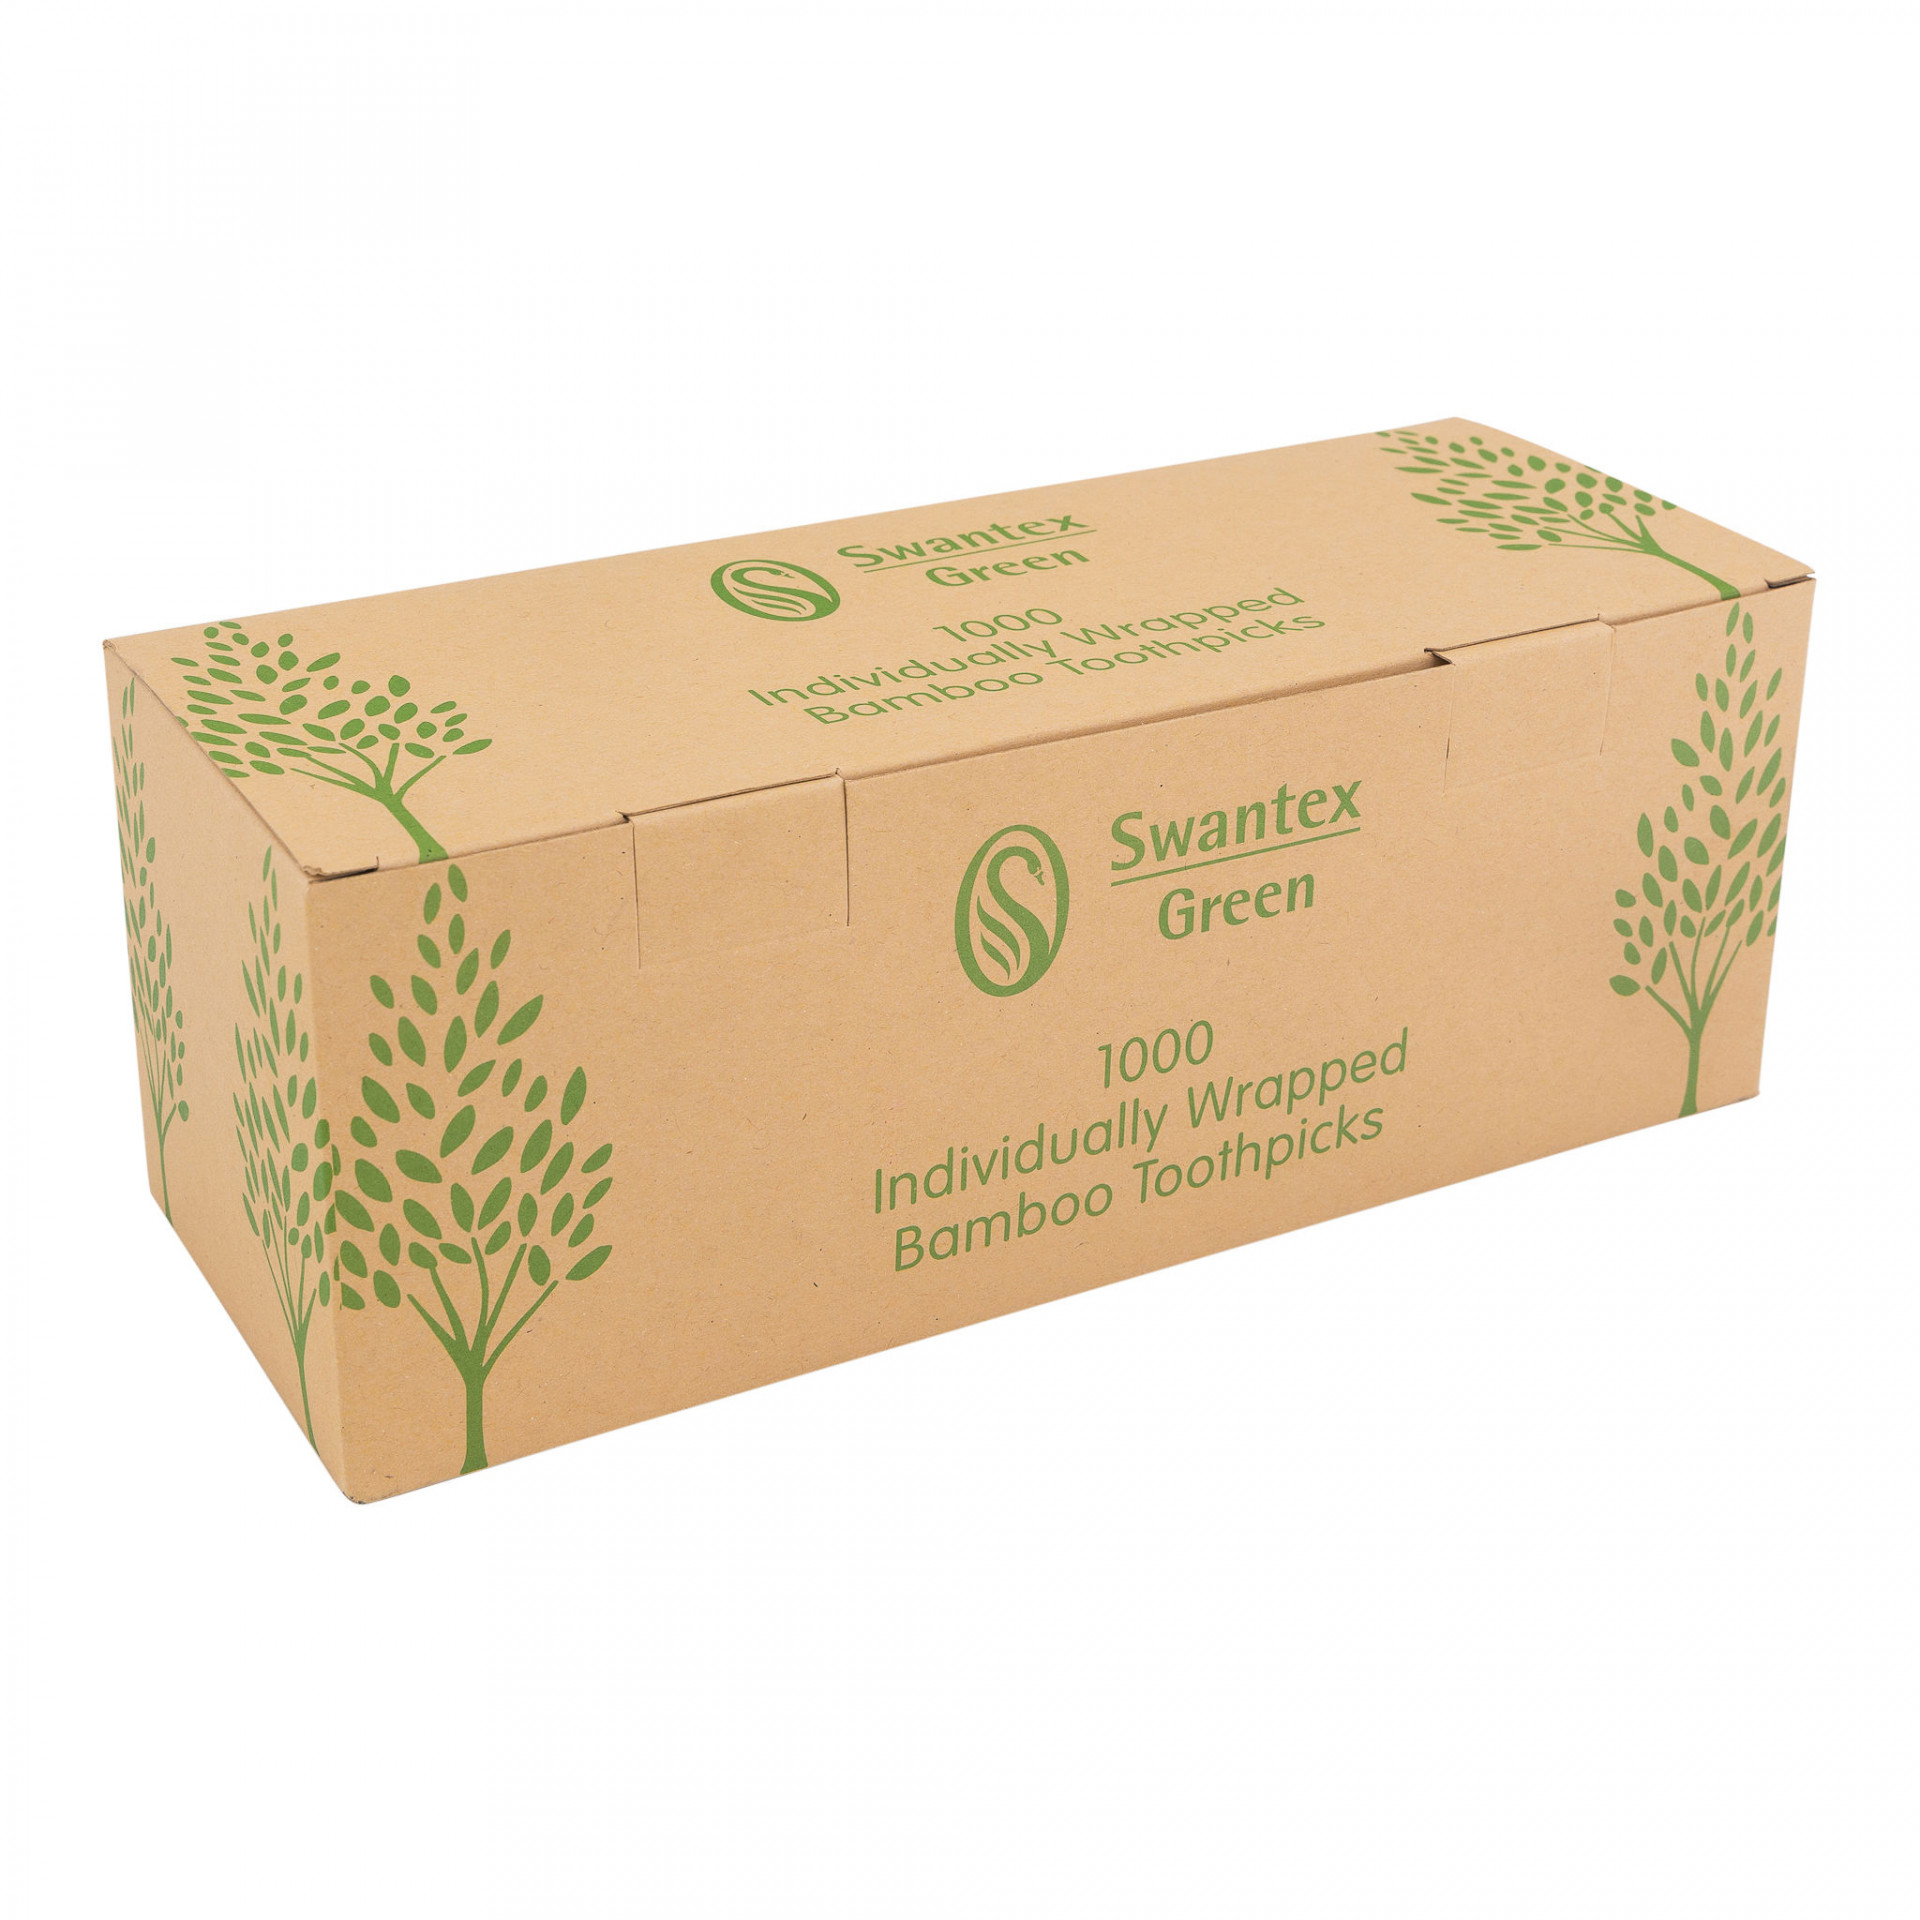 Swantex
Green
1000
Individually Wrapped
Bamboo Toothpicks
Swantex
Green
1000
Individually Wrapped
Bamboo Toothpicks